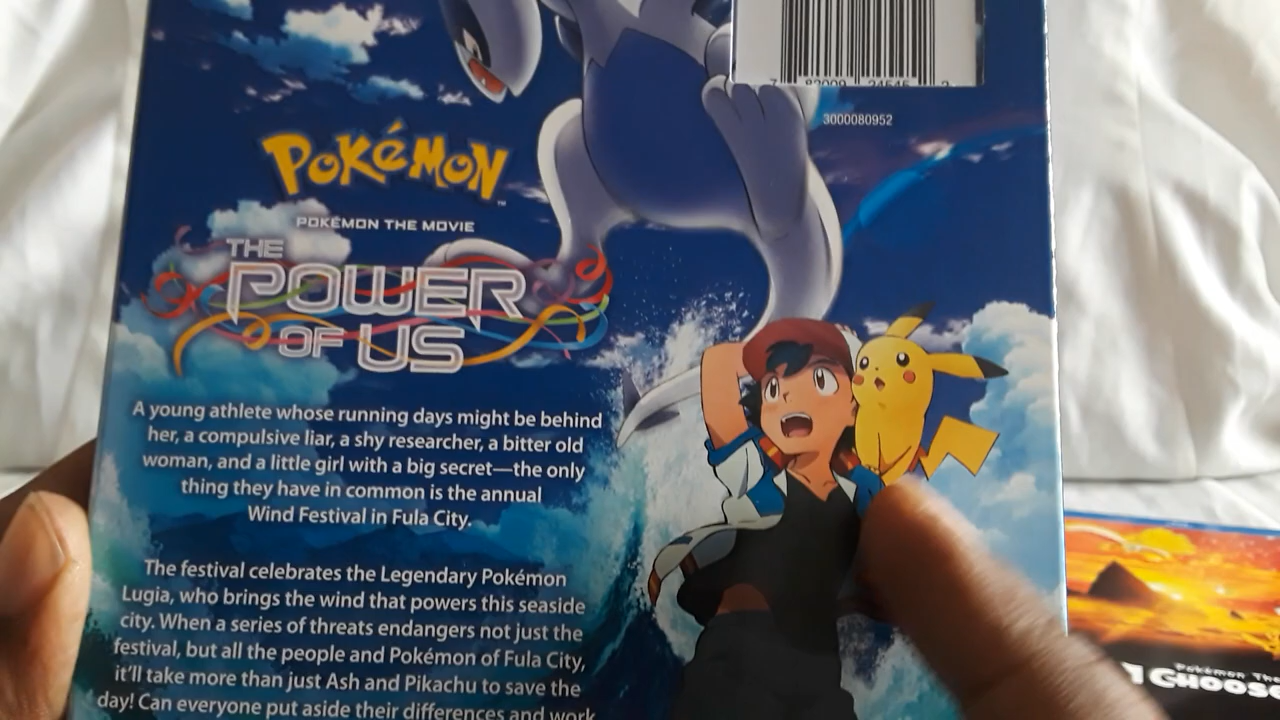 7 82009 24545 2
3000080952
POKéMON
™
POKÉMON THE MOVIE
THE
POWER
OF US
A young athlete whose running days might be behind
her, a compulsive liar, a shy researcher, a bitter old
woman, and a little girl with a big secret—the only
thing they have in common is the annual
Wind Festival in Fula City.
The festival celebrates the Legendary Pokémon
Lugia, who brings the wind that powers this seaside
city. When a series of threats endangers not just the
festival, but all the people and Pokémon of Fula City,
it'll take more than just Ash and Pikachu to save the
day! Can everyone put aside their differences and work
Pokémon The
I CHOOSE